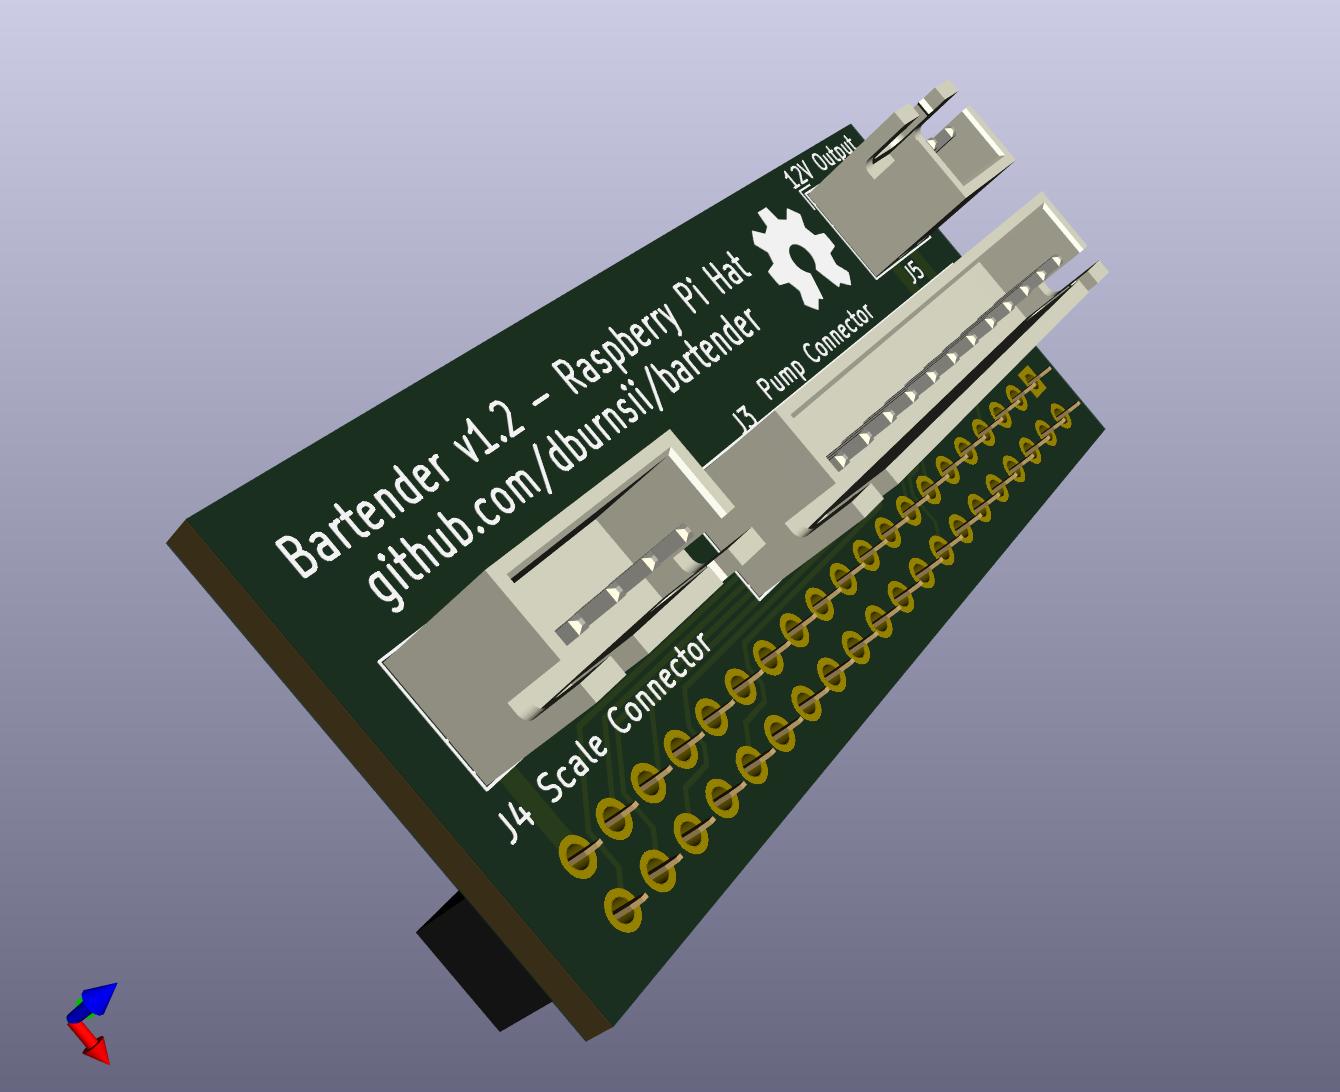 12V Output
Bartender v1.2 – Raspberry Pi Hat
github.com/dburnsii/bartender
J5
J3 Pump Connector
J4 Scale Connector